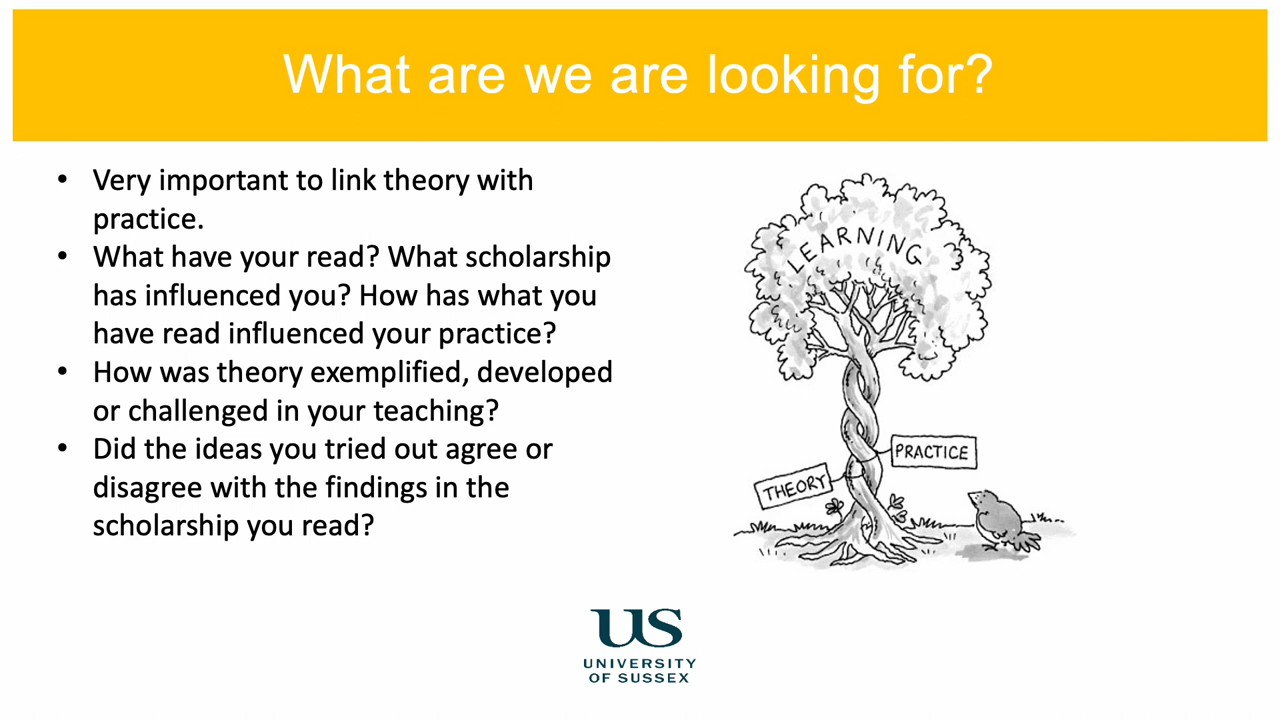 What are we are looking for?
• Very important to link theory with
practice.
• What have your read? What scholarship
has influenced you? How has what you
have read influenced your practice?
• How was theory exemplified, developed
or challenged in your teaching?
• Did the ideas you tried out agree or
disagree with the findings in the
scholarship you read?
LEARNING
PRACTICE
THEORY
US
UNIVERSITY
OF SUSSEX